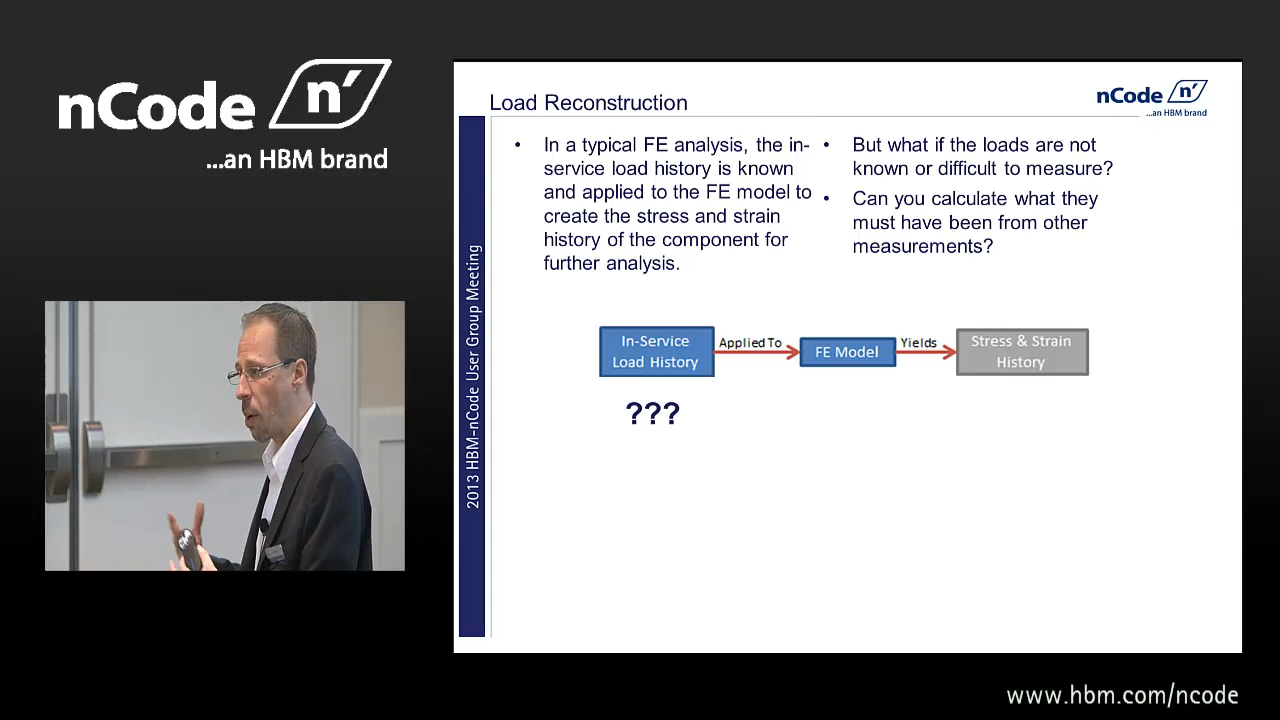 nCode n'
...an HBM brand
Load Reconstruction
nCode n'
...an HBM brand
2013 HBM-nCode User Group Meeting
• In a typical FE analysis, the in-
service load history is known
and applied to the FE model to
create the stress and strain
history of the component for
further analysis.
• But what if the loads are not
known or difficult to measure?
• Can you calculate what they
must have been from other
measurements?
In-Service
Load History
Applied To
FE Model
Yields
Stress & Strain
History
???
www.hbm.com/ncode